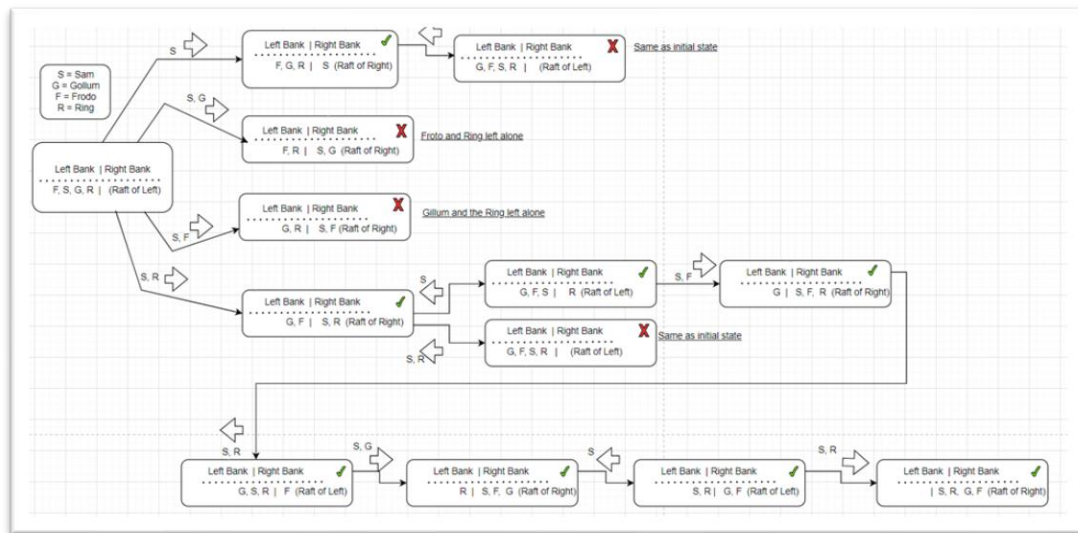 S
Left Bank | Right Bank
F, G, R | S (Raft of Right)
Left Bank | Right Bank
G, F, S, R | (Raft of Left)
Same as initial state
S = Sam
G = Gollum
F = Frodo
R = Ring
S, G
Left Bank | Right Bank
F, R | S, G (Raft of Right)
Froto and Ring left alone
Left Bank | Right Bank
F, S, G, R | (Raft of Left)
S, F
Left Bank | Right Bank
G, R | S, F (Raft of Right)
Gillum and the Ring left alone
S, R
Left Bank | Right Bank
G, F | S, R (Raft of Right)
S
Left Bank | Right Bank
G, F, S | R (Raft of Left)
S, F
Left Bank | Right Bank
G | S, F, R (Raft of Right)
S, R
Left Bank | Right Bank
G, F, S, R | (Raft of Left)
Same as initial state
S, R
Left Bank | Right Bank
G, S, R | F (Raft of Left)
S, G
Left Bank | Right Bank
R | S, F, G (Raft of Right)
S
Left Bank | Right Bank
S, R | G, F (Raft of Left)
S, R
Left Bank | Right Bank
| S, R, G, F (Raft of Right)